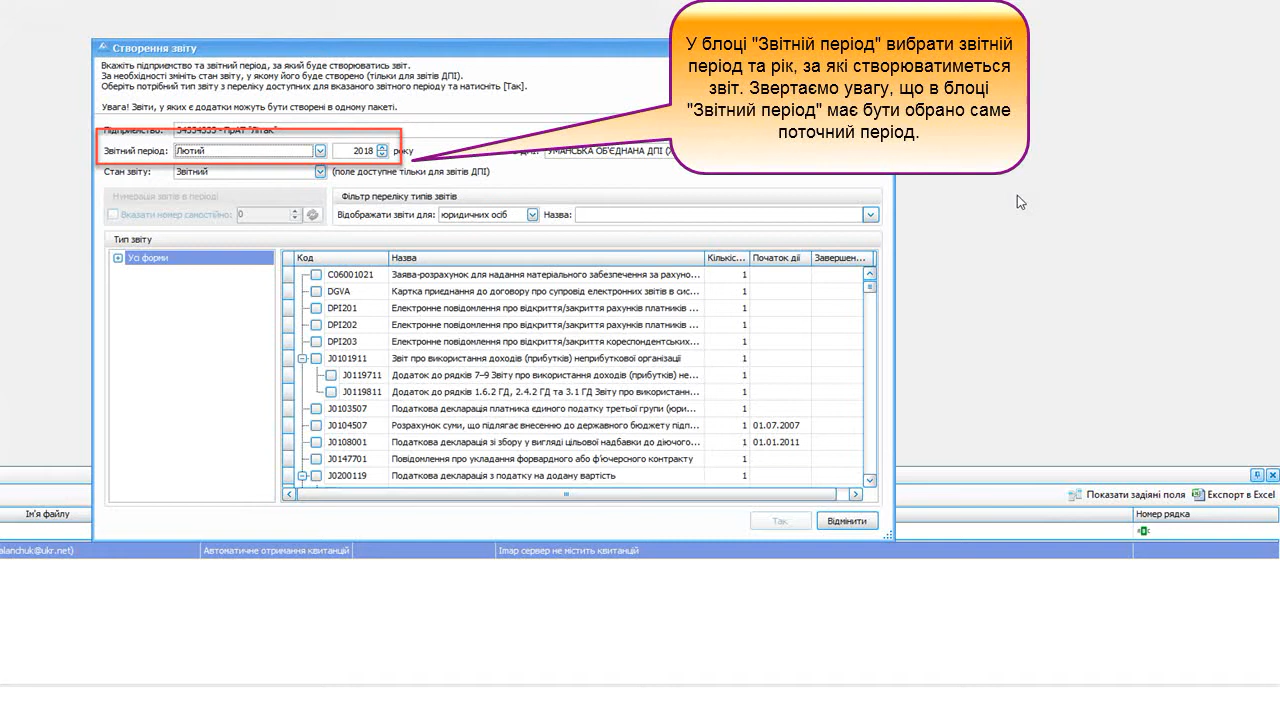 У блоці "Звітній період" вибрати звітній
період та рік, за які створюватиметься
звіт. Звертаємо увагу, що в блоці
"Звітний період" має бути обрано саме
поточний період.
Створення звіту
Вкажіть підприємство та звітний період, за який буде створюватись звіт.
За необхідності змініть стан звіту, у якому його буде створено (тільки для звітів ДПІ).
Оберіть потрібний тип звіту з переліку доступних для вказаного звітного періоду та натисніть [Так].
Увага! Звіти, у яких є додатки можуть бути створені в одному пакеті.
Підприємство: 34554355 - ПрАТ "Літак"
Звітний період: Лютий 2018 року УМАНСЬКА ОБ'ЄДНАНА ДПІ
Стан звіту: Звітний (поле доступне тільки для звітів ДПІ)
Нумерація звітів в періоді Фільтр переліку типів звітів
Вказати номер самостійно: 0 Відображати звіти для: юридичних осіб Назва:
Тип звіту
Усі форми Код Назва Кількіс... Початок дії Завершен...
C06001021 Заява-розрахунок для надання матеріального забезпечення за рахуно... 1
DGVA Картка приєднання до договору про супровід електронних звітів в сис... 1
DPI201 Електронне повідомлення про відкриття/закриття рахунків платників ... 1
DPI202 Електронне повідомлення про відкриття/закриття рахунків платників ... 1
DPI203 Електронне повідомлення про відкриття/закриття кореспондентських... 1
J0101911 Звіт про використання доходів (прибутків) неприбуткової організації 1
J0119711 Додаток до рядків 7–9 Звіту про використання доходів (прибутків) не... 1
J0119811 Додаток до рядків 1.6.2 ГД, 2.4.2 ГД та 3.1 ГД Звіту про використанн... 1
J0103507 Податкова декларація платника єдиного податку третьої групи (юри... 1
J0104507 Розрахунок суми, що підлягає внесенню до державного бюджету підп... 1 01.07.2007
J0108001 Податкова декларація зі збору у вигляді цільової надбавки до діючого... 1 01.01.2011
J0147701 Повідомлення про укладання форвардного або ф'ючерсного контракту 1
J0200119 Податкова декларація з податку на додану вартість 1
Так Відмінити
Показати задіяні поля Експорт в Excel
Ім'я файлу Номер рядка
alanchuk@ukr.net) Автоматичне отримання квитанцій Imap сервер не містить квитанцій